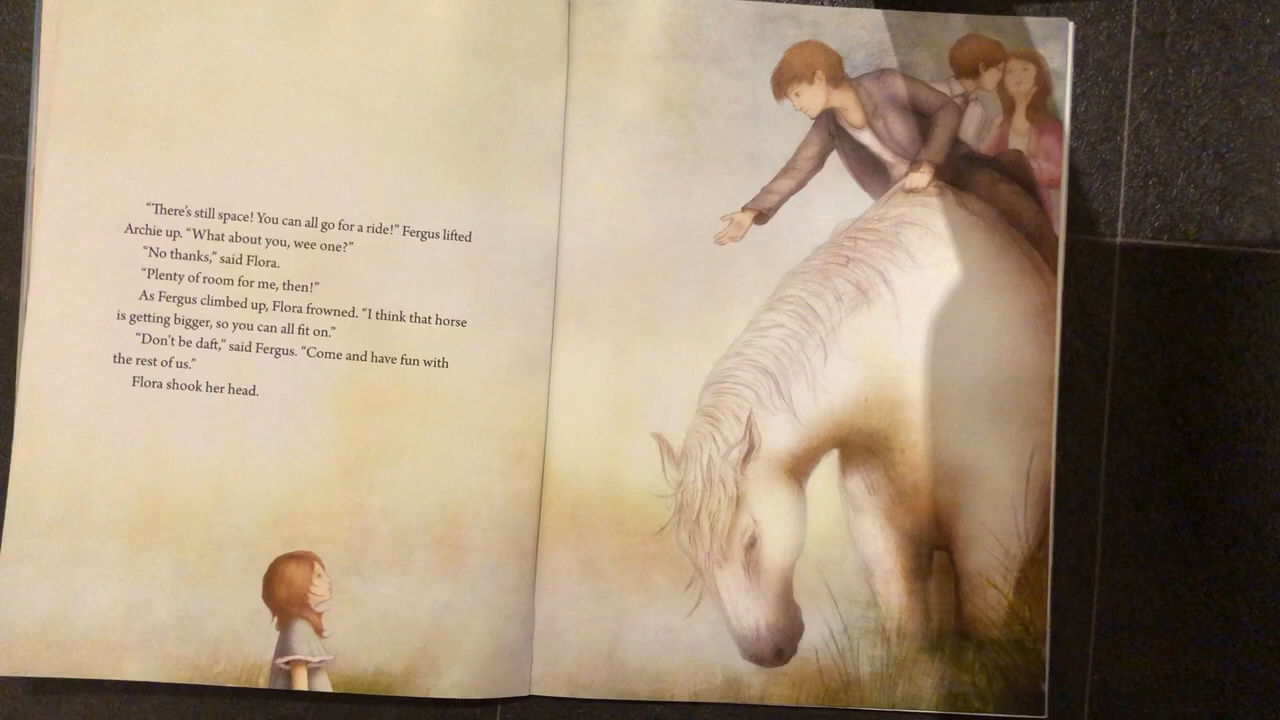 “There’s still space! You can all go for a ride!” Fergus lifted
Archie up. “What about you, wee one?”
“No thanks,” said Flora.
“Plenty of room for me, then!”
As Fergus climbed up, Flora frowned. “I think that horse
is getting bigger, so you can all fit on.”
“Don’t be daft,” said Fergus. “Come and have fun with
the rest of us.”
Flora shook her head.